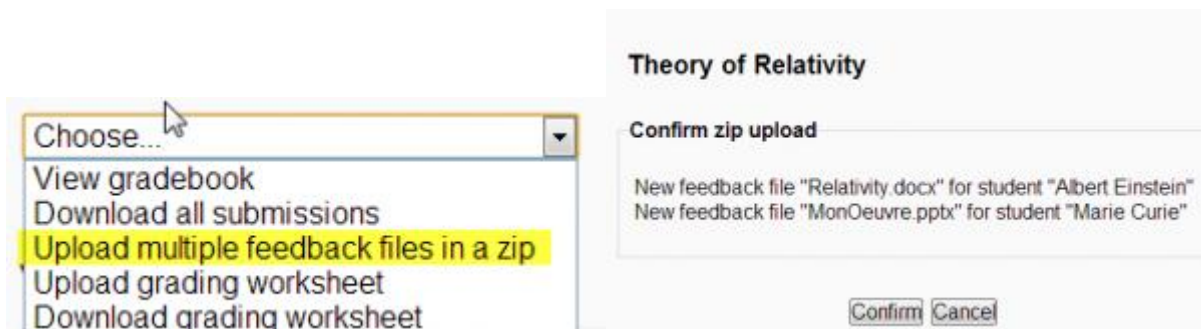 Choose...
View gradebook
Download all submissions
Upload multiple feedback files in a zip
Upload grading worksheet
Download grading worksheet
Theory of Relativity
Confirm zip upload
New feedback file "Relativity.docx" for student "Albert Einstein"
New feedback file "MonOeuvre.pptx" for student "Marie Curie"
Confirm Cancel